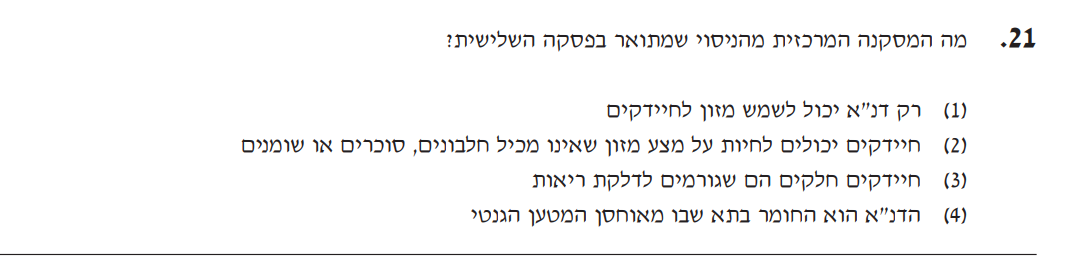 21. מה המסקנה המרכזית מהניסוי שמתואר בפסקה השלישית?
(1) רק דנ"א יכול לשמש מזון לחיידקים
(2) חיידקים יכולים לחיות על מצע מזון שאינו מכיל חלבונים, סוכרים או שומנים
(3) חיידקים חלקים הם שגורמים לדלקת ריאות
(4) הדנ"א הוא החומר בתא שבו מאוחסן המטען הגנטי